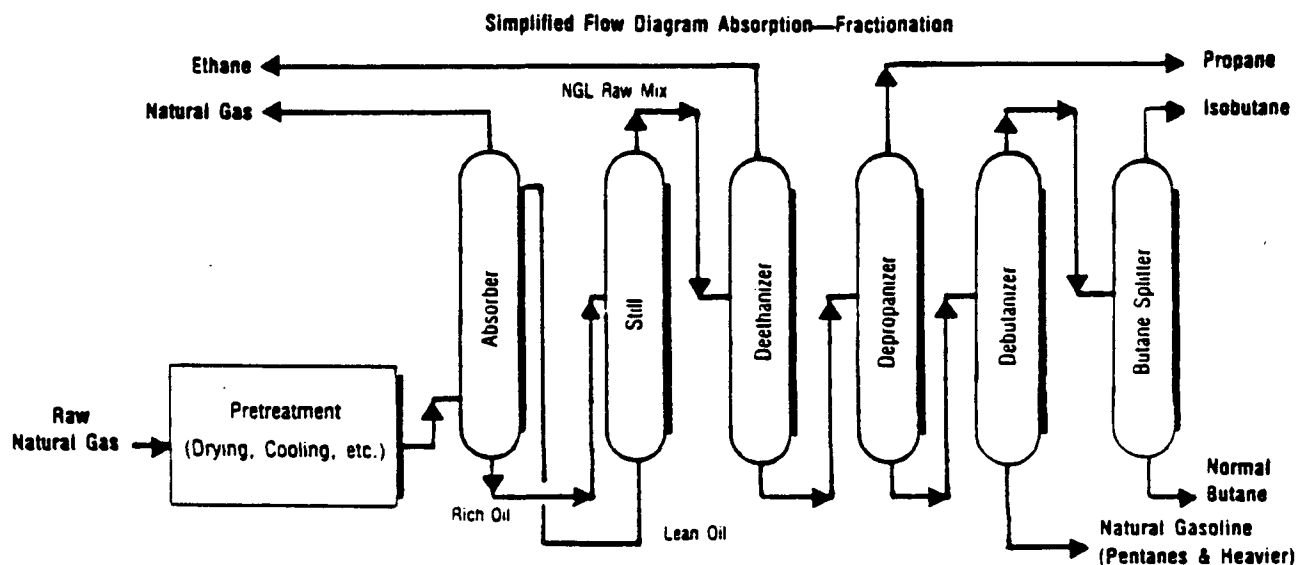 Simplified Flow Diagram Absorption—Fractionation
Ethane
Propane
NGL Raw Mix
Natural Gas
Isobutane
Absorber
Still
Deethanizer
Depropanizer
Debutanizer
Butane Splitter
Pretreatment
(Drying, Cooling, etc.)
Raw
Natural Gas
Rich Oil
Lean Oil
Normal
Butane
Natural Gasoline
(Pentanes & Heavier)